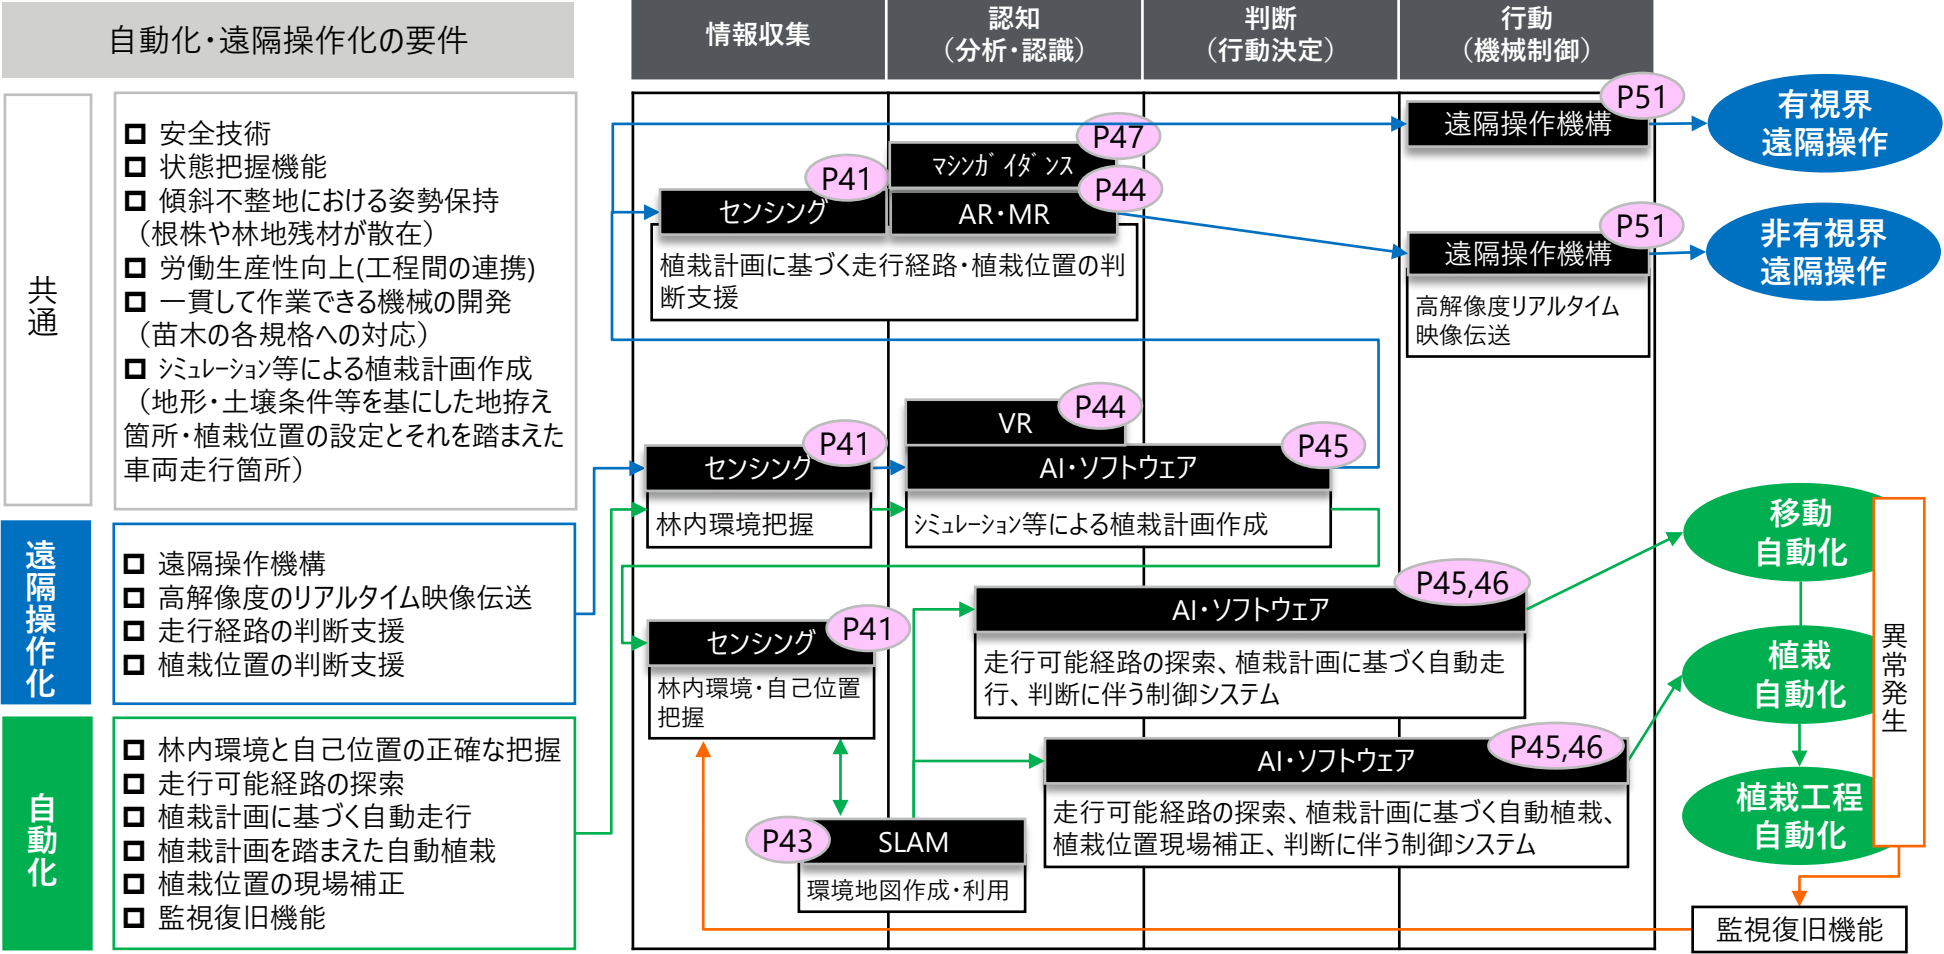 自動化・遠隔操作化の要件
情報収集
認知
（分析・認識）
判断
（行動決定）
行動
（機械制御）
共通
□ 安全技術
□ 状態把握機能
□ 傾斜不整地における姿勢保持
（根株や林地残材が散在）
□ 労働生産性向上(工程間の連携)
□ 一貫して作業できる機械の開発
（苗木の各規格への対応）
□ ｼﾐｭﾚｰｼｮﾝ等による植栽計画作成
（地形・土壌条件等を基にした地拵え
箇所・植栽位置の設定とそれを踏まえた
車両走行箇所）
遠隔操作化
□ 遠隔操作機構
□ 高解像度のリアルタイム映像伝送
□ 走行経路の判断支援
□ 植栽位置の判断支援
自動化
□ 林内環境と自己位置の正確な把握
□ 走行可能経路の探索
□ 植栽計画に基づく自動走行
□ 植栽計画を踏まえた自動植栽
□ 植栽位置の現場補正
□ 監視復旧機能
P51
遠隔操作機構
有視界
遠隔操作
P47
ﾏｼﾝｶﾞｲﾀﾞﾝｽ
P41
センシング
P44
AR・MR
植栽計画に基づく走行経路・植栽位置の判
断支援
P51
遠隔操作機構
高解像度リアルタイム
映像伝送
非有視界
遠隔操作
P44
VR
P41
センシング
林内環境把握
P45
AI・ソフトウェア
ｼﾐｭﾚｰｼｮﾝ等による植栽計画作成
P41
センシング
林内環境・自己位置
把握
P45,46
AI・ソフトウェア
走行可能経路の探索、植栽計画に基づく自動走
行、判断に伴う制御システム
移動
自動化
P45,46
AI・ソフトウェア
走行可能経路の探索、植栽計画に基づく自動植栽、
植栽位置現場補正、判断に伴う制御システム
植栽
自動化
P43
SLAM
環境地図作成・利用
植栽工程
自動化
異常発生
監視復旧機能